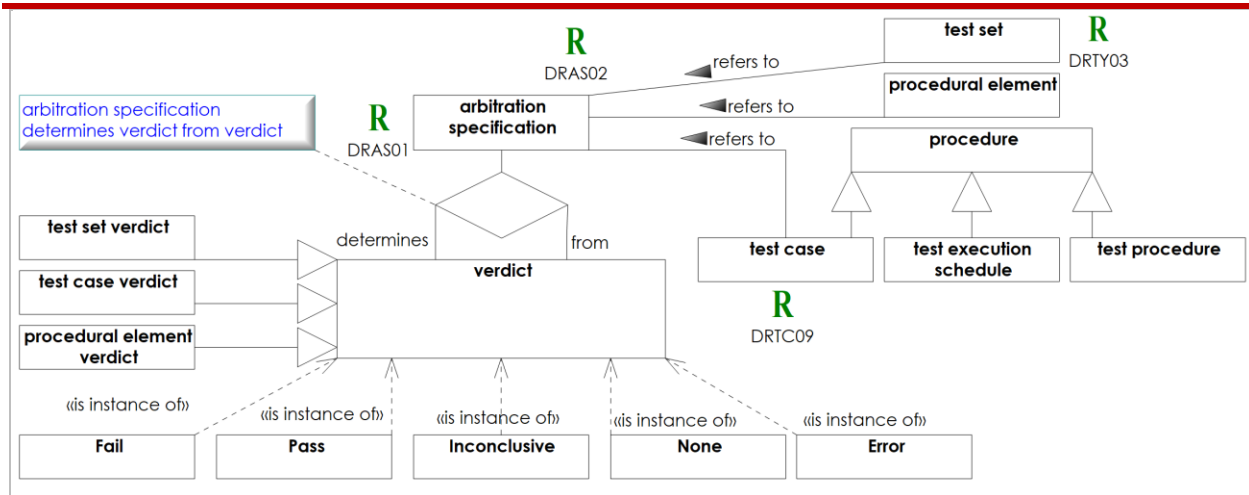 test set
R
DRTY03
R
DRAS02
refers to
procedural element
refers to
arbitration specification
determines verdict from verdict
R
DRAS01
arbitration
specification
refers to
procedure
test set verdict
determines
from
test case
test execution
schedule
test procedure
verdict
test case verdict
R
DRTC09
procedural element
verdict
«is instance of»
«is instance of»
«is instance of»
«is instance of»
«is instance of»
Fail
Pass
Inconclusive
None
Error